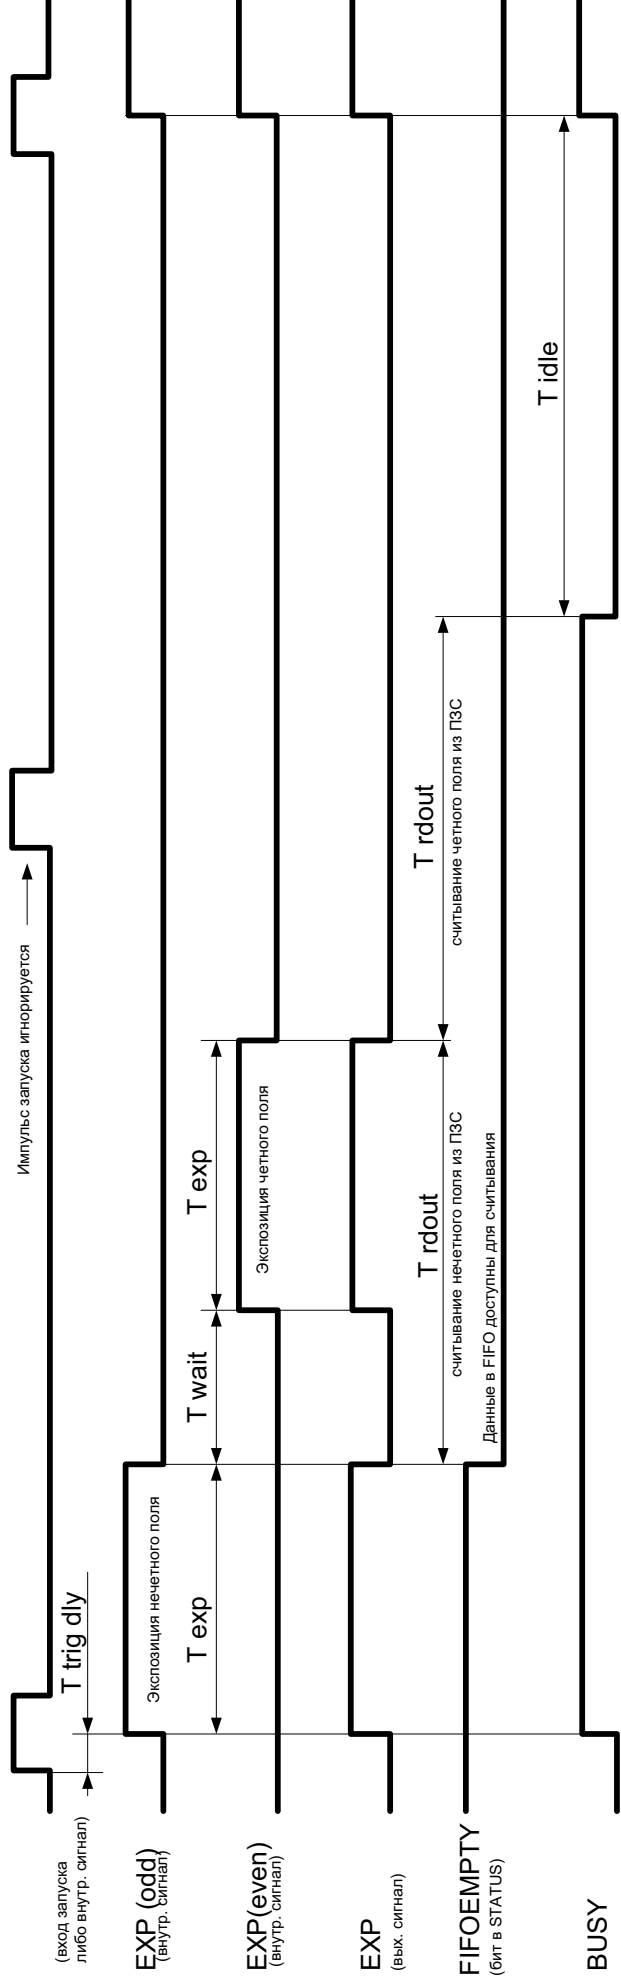 (вход запуска
либо внутр. сигнал)
T trig dly
Импульс запуска игнорируется
EXP (odd)
(внутр. сигнал)
Экспозиция нечетного поля
T exp
T wait
T exp
EXP(even)
(внутр. сигнал)
Экспозиция четного поля
EXP
(вых. сигнал)
T rdout
считывание нечетного поля из ПЗС
T rdout
считывание четного поля из ПЗС
FIFOEMPTY
(бит в STATUS)
Данные в FIFO доступны для считывания
T idle
BUSY